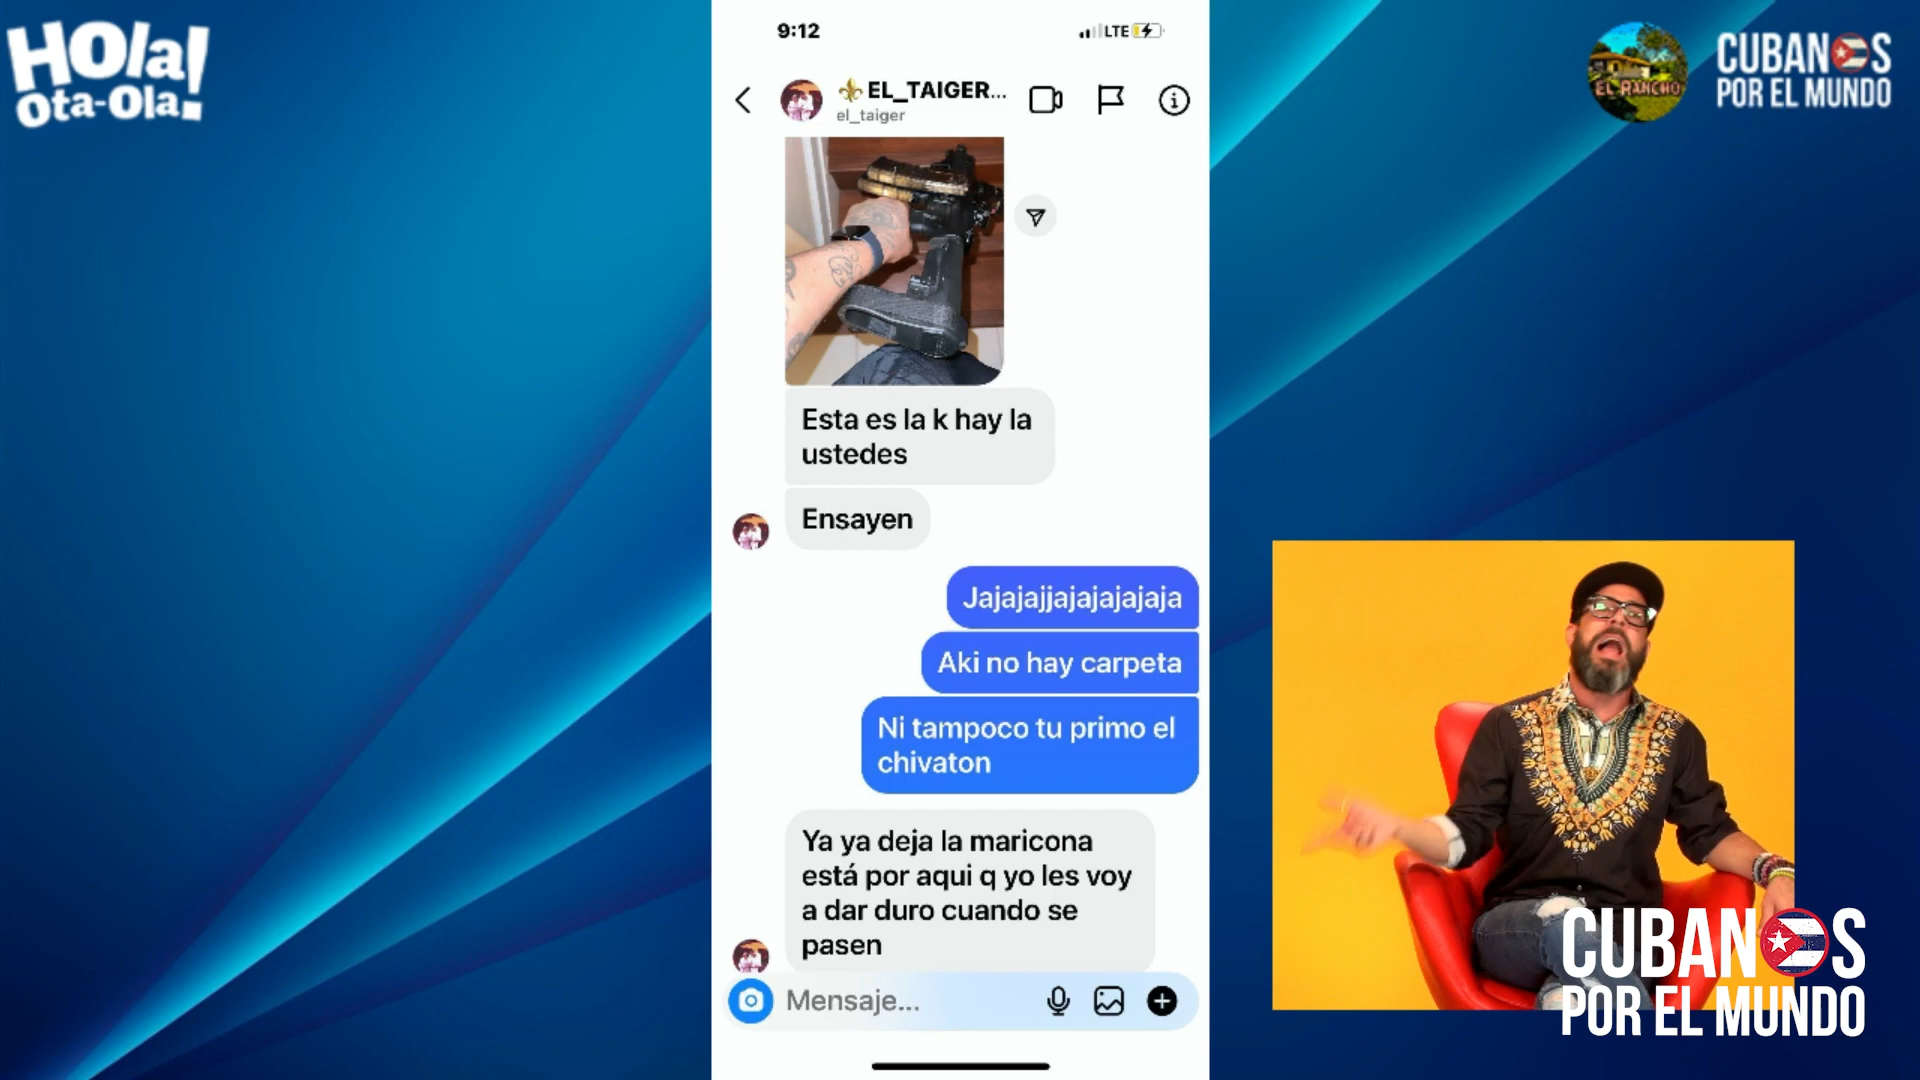 HOla!
Ota-Ola!
9:12
LTE
⚜️EL_TAIGER...
el_taiger
EL RANCHO
CUBANOS
POR EL MUNDO
Esta es la k hay la
ustedes
Ensayen
Jajajajjajajajajaja
Aki no hay carpeta
Ni tampoco tu primo el
chivaton
Ya ya deja la maricona
está por aqui q yo les voy
a dar duro cuando se
pasen
Mensaje...
CUBANOS
POR EL MUNDO